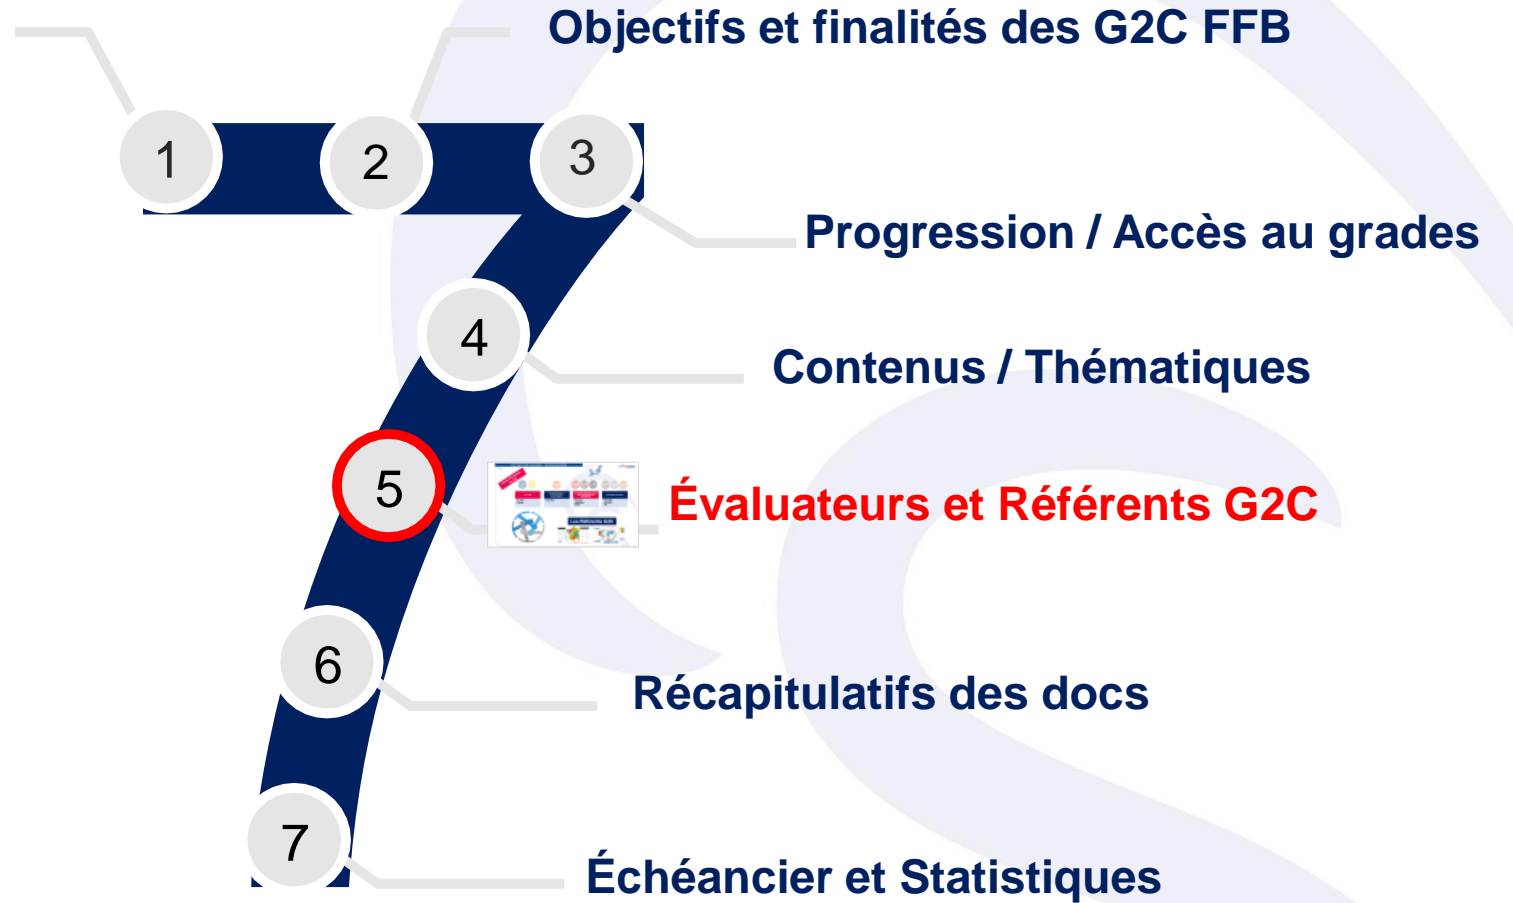 Objectifs et finalités des G2C FFB
1
2
3
Progression / Accès au grades
4
Contenus / Thématiques
5
Évaluateurs et Référents G2C
6
Récapitulatifs des docs
7
Échéancier et Statistiques